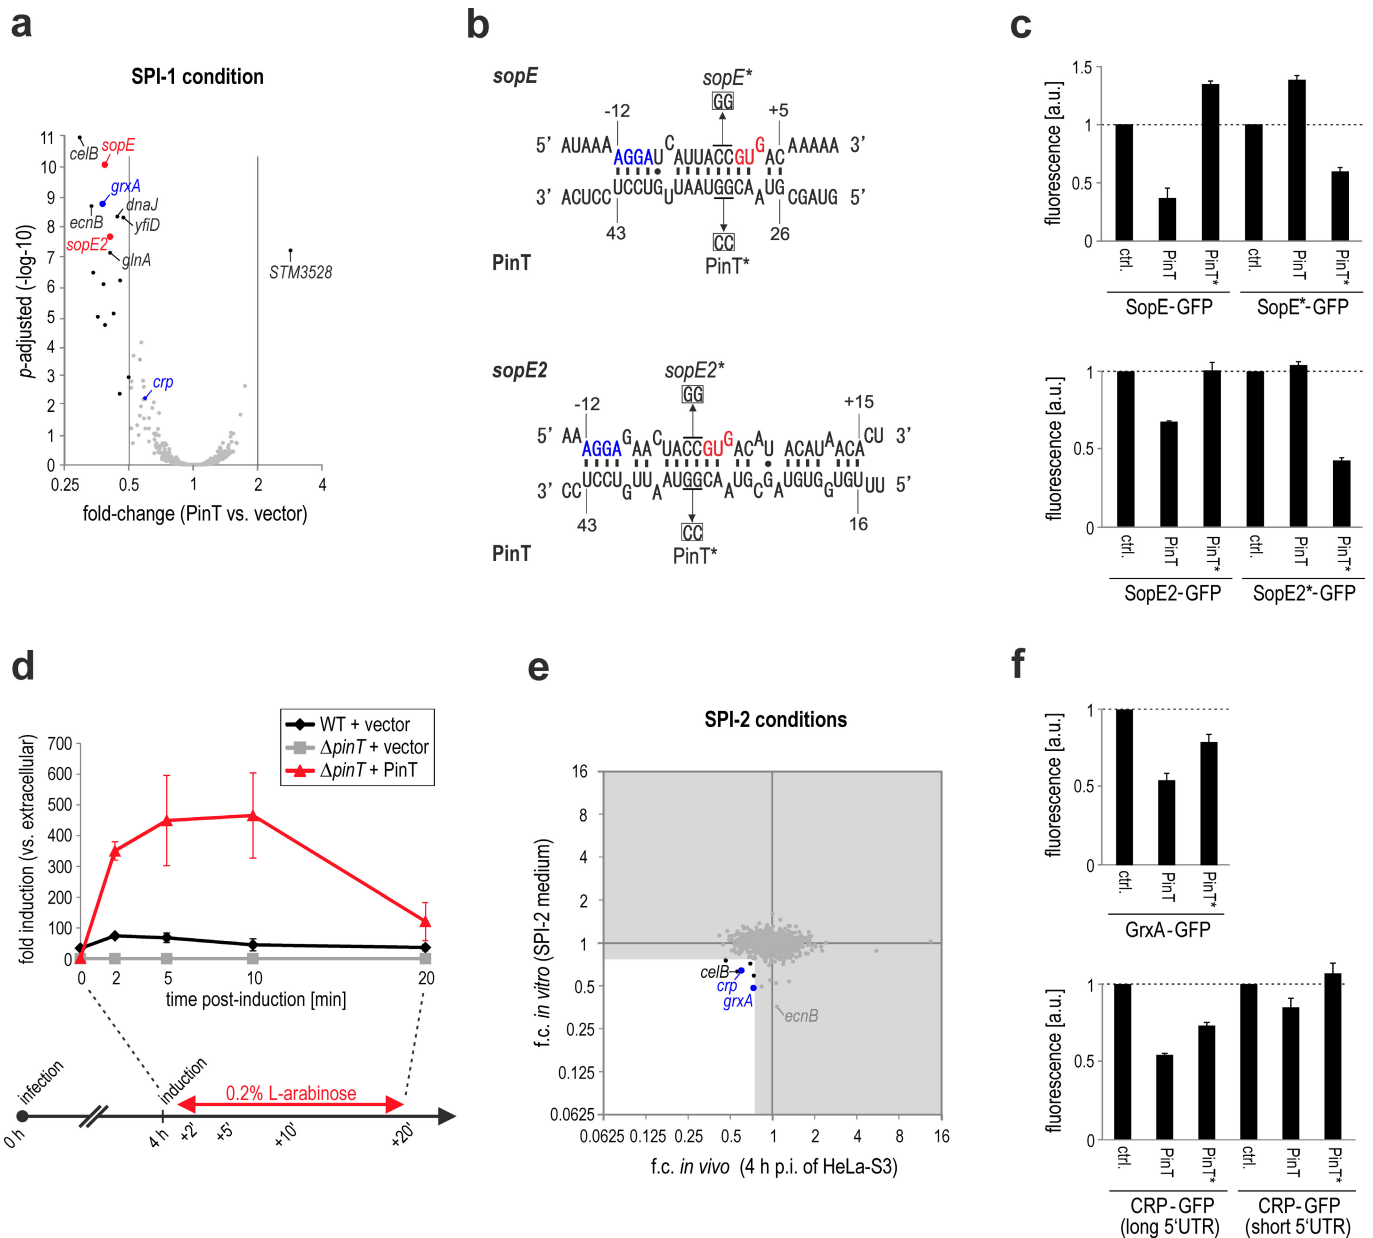 a
SPI-1 condition
p-adjusted (-log-10)
11
10
9
8
7
6
5
4
3
2
1
0
celB
sopE
grxA
dnaJ
ecnB
yfiD
sopE2
glnA
STM3528
crp
0.25
0.5
1
2
4
fold-change (PinT vs. vector)
b
sopE
sopE*
GG
-12
+5
5' AUAAA AGGAU C AUUACCGU G AC AAAAA 3'
3' ACUCC UCCUG U UAAUGGCA UG CGAUG 5'
43
26
CC
PinT*
PinT
sopE2
sopE2*
GG
-12
+15
5' AA AGGA G AA C UACCGU G AC A U ACAU A ACA CU 3'
3' CC UCCU G UU A AUGGCA A UG C G A UGUG G UGU UU 5'
43
16
CC
PinT*
PinT
c
fluorescence [a.u.]
1.5
1
0.5
0
ctrl.
PinT
PinT*
ctrl.
PinT
PinT*
SopE-GFP
SopE*-GFP
fluorescence [a.u.]
1
0.5
0
ctrl.
PinT
PinT*
ctrl.
PinT
PinT*
SopE2-GFP
SopE2*-GFP
d
WT + vector
ΔpinT + vector
ΔpinT + PinT
fold induction (vs. extracellular)
700
600
500
400
300
200
100
0
0
2
5
10
20
time post-induction [min]
infection
induction
0.2% L-arabinose
0 h
4 h
+2'
+5'
+10'
+20'
e
SPI-2 conditions
f.c. in vitro (SPI-2 medium)
16
8
4
2
1
0.5
0.25
0.125
0.0625
celB
crp
grxA
ecnB
0.0625
0.125
0.25
0.5
1
2
4
8
16
f.c. in vivo (4 h p.i. of HeLa-S3)
f
fluorescence [a.u.]
1
0.5
0
ctrl.
PinT
PinT*
GrxA-GFP
fluorescence [a.u.]
1
0.5
0
ctrl.
PinT
PinT*
ctrl.
PinT
PinT*
CRP-GFP
(long 5'UTR)
CRP-GFP
(short 5'UTR)